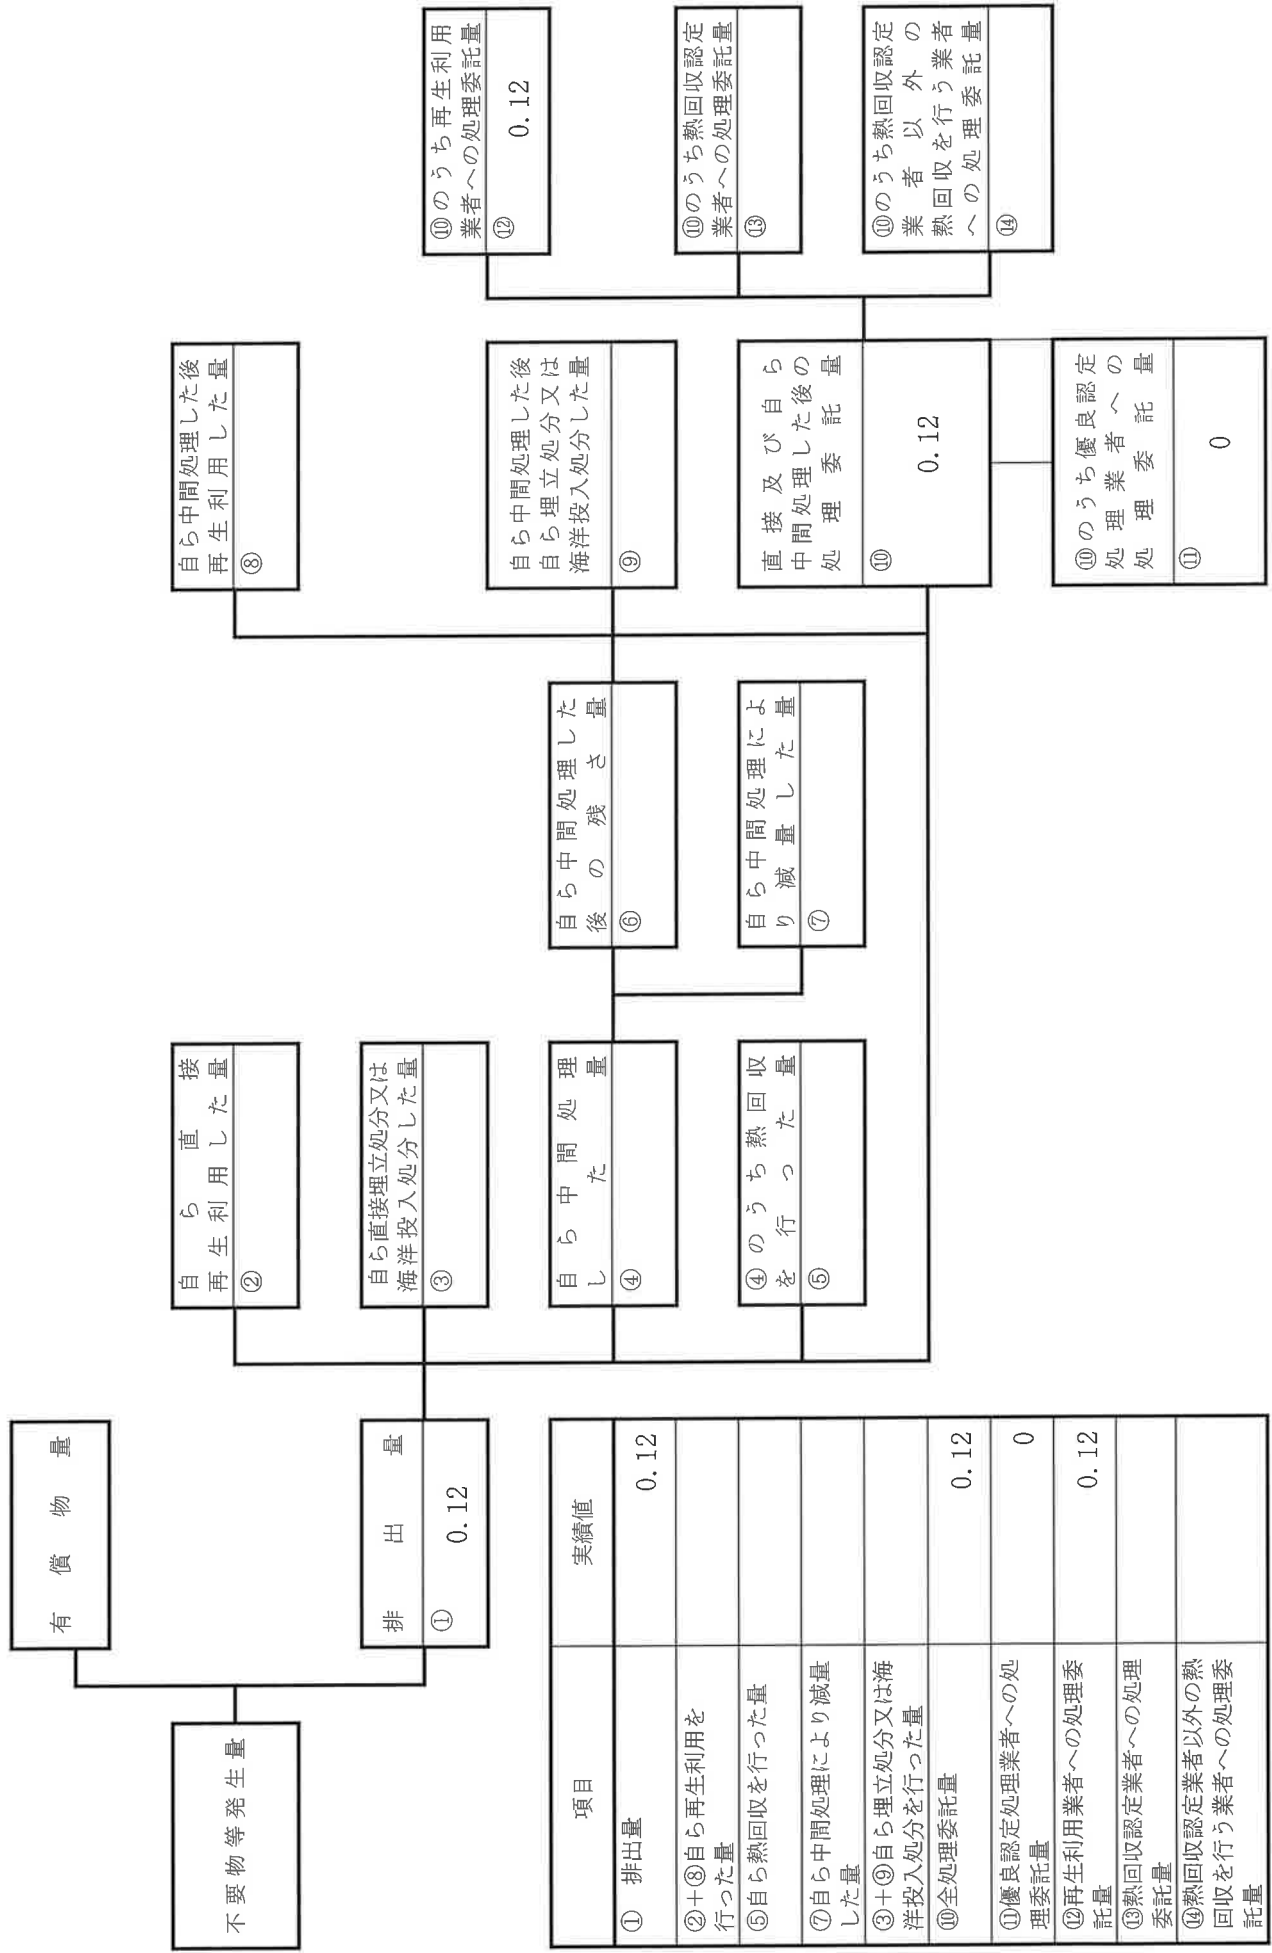 不要物等発生量
有償物量
排出量
①
0.12
自ら直接
再生利用した量
②
自ら直接埋立処分又は
海洋投入処分した量
③
自ら中間処理
した量
④
④のうち熱回収
を行った量
⑤
自ら中間処理した
後の残さ量
⑥
自ら中間処理によ
り減量した量
⑦
自ら中間処理した後
再生利用した量
⑧
自ら中間処理した後
自ら埋立処分又は
海洋投入処分した量
⑨
直接及び自ら
中間処理した後の
処理委託量
⑩
0.12
⑩のうち優良認定
処理業者への
処理委託量
⑪
0
⑩のうち再生利用
業者への処理委託量
⑫
0.12
⑩のうち熱回収認定
業者への処理委託量
⑬
⑩のうち熱回収認定
業者以外の
熱回収を行う業者
への処理委託量
⑭
項目 実績値
① 排出量 0.12
②+⑧自ら再生利用を
行った量
⑤自ら熱回収を行った量
⑦自ら中間処理により減量
した量
③+⑨自ら埋立処分又は海
洋投入処分を行った量
⑩全処理委託量 0.12
⑪優良認定処理業者への処
理委託量 0
⑫再生利用業者への処理委
託量 0.12
⑬熱回収認定業者への処理
委託量
⑭熱回収認定業者以外の熱
回収を行う業者への処理委
託量